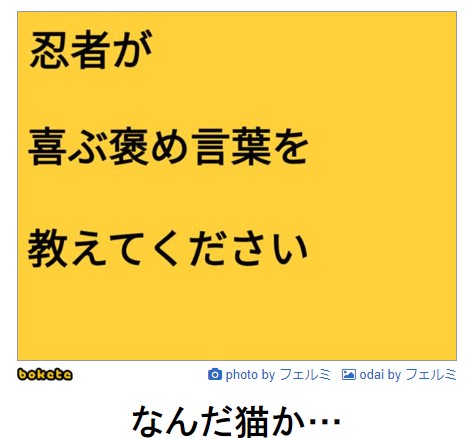 忍者が
喜ぶ褒め言葉を
教えてください
bokete
photo by フェルミ odai by フェルミ
なんだ猫か…